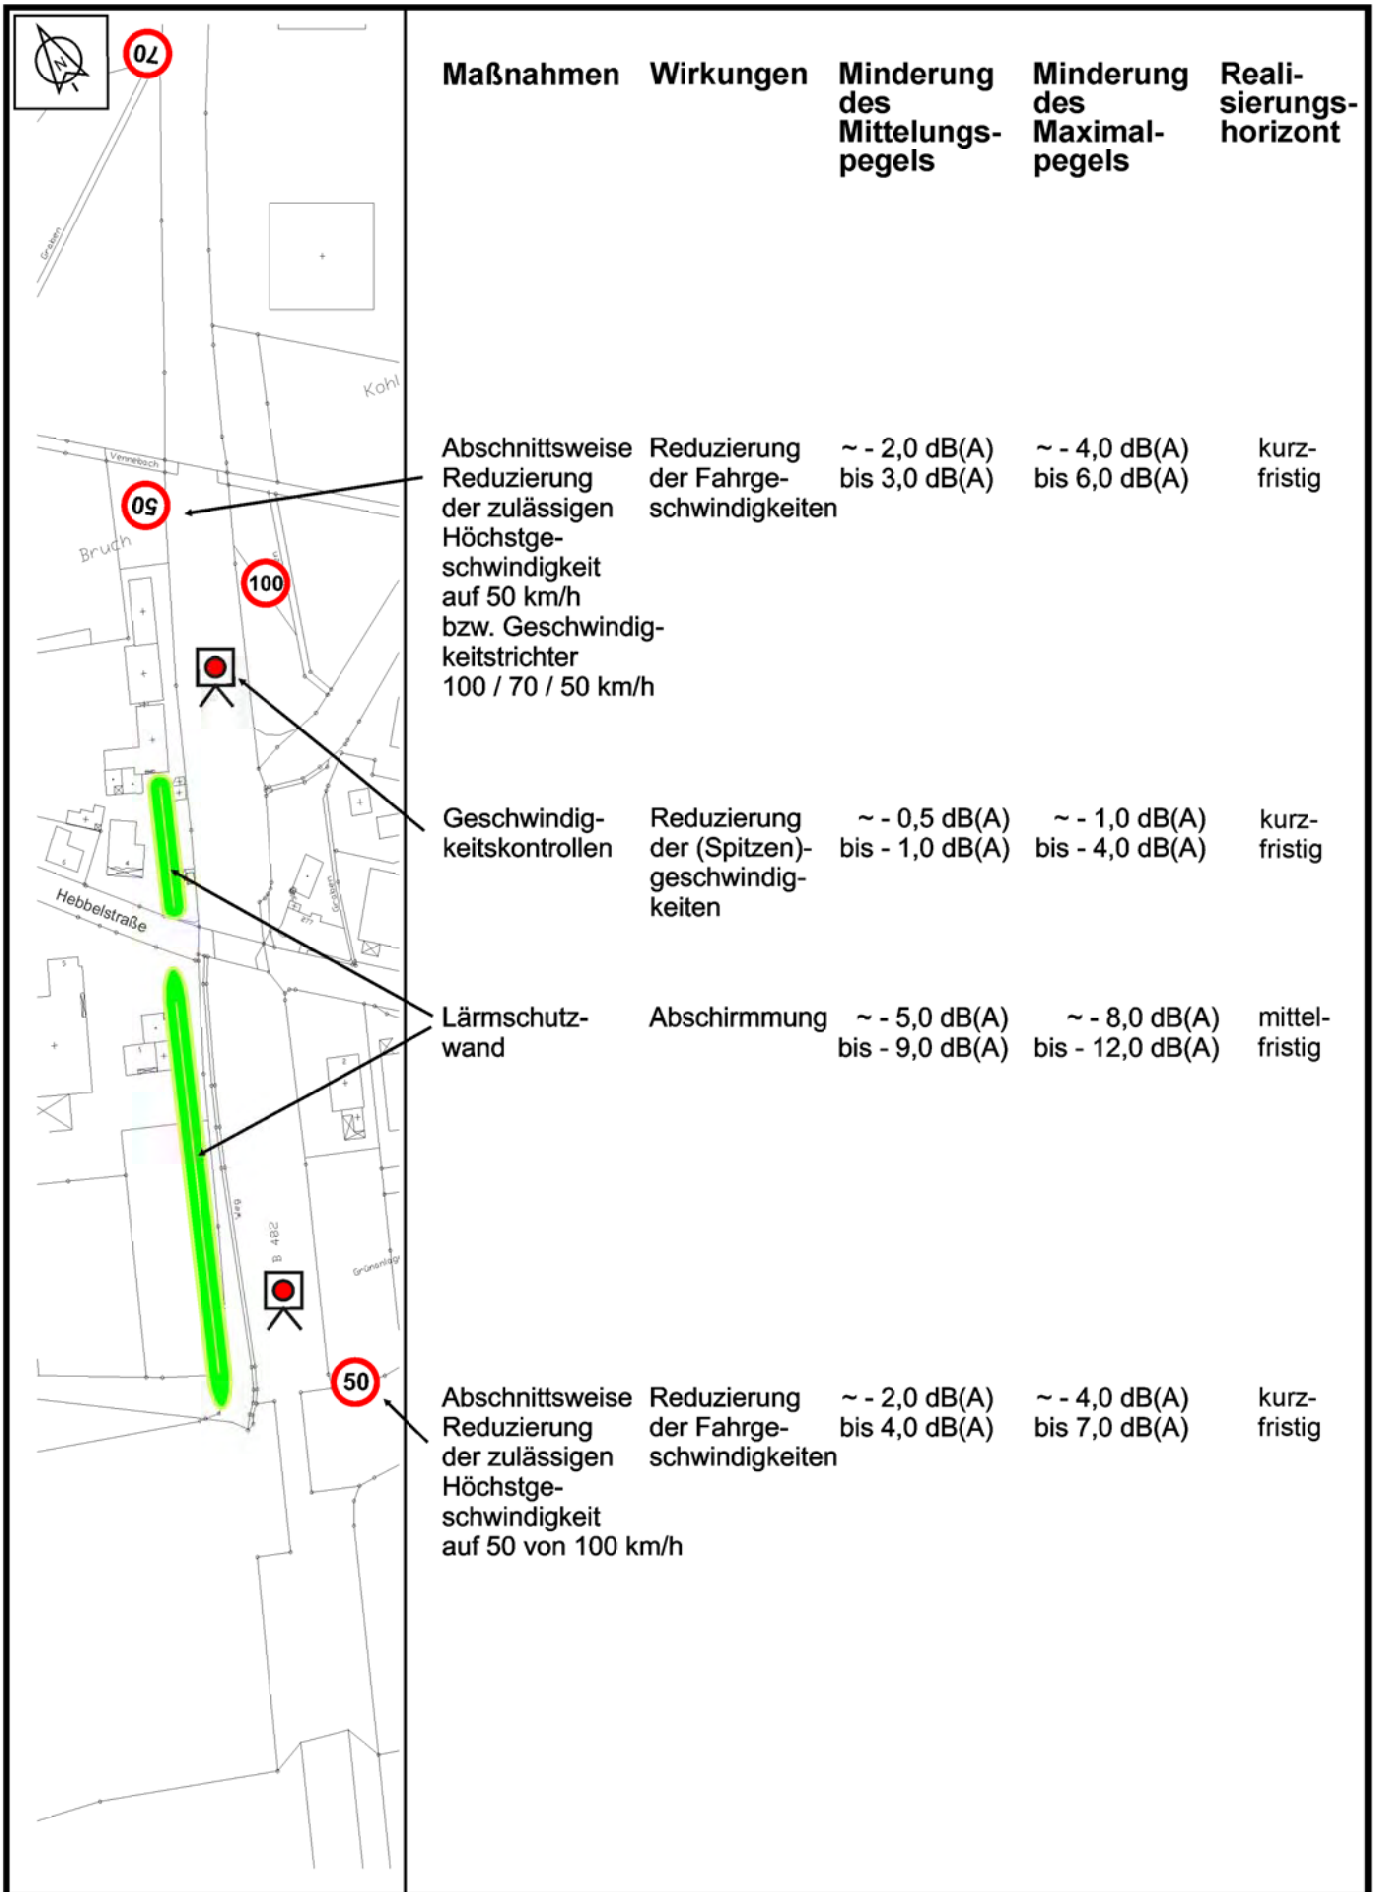 N
70
Maßnahmen Wirkungen Minderung Minderung Reali-
des des sierungs-
Mittelungs- Maximal- horizont
pegels pegels
Graben
Kohl
Vennebach
50
Bruch
100
Abschnittsweise Reduzierung ~ - 2,0 dB(A) ~ - 4,0 dB(A) kurz-
Reduzierung der Fahrge- bis 3,0 dB(A) bis 6,0 dB(A) fristig
der zulässigen schwindigkeiten
Höchstge-
schwindigkeit
auf 50 km/h
bzw. Geschwindig-
keitstrichter
100 / 70 / 50 km/h
Geschwindig- Reduzierung ~ - 0,5 dB(A) ~ - 1,0 dB(A) kurz-
keitskontrollen der (Spitzen)- bis - 1,0 dB(A) bis - 4,0 dB(A) fristig
geschwindig-
keiten
4
Graben
Hebbelstraße
Lärmschutz- Abschirmmung ~ - 5,0 dB(A) ~ - 8,0 dB(A) mittel-
wand bis - 9,0 dB(A) bis - 12,0 dB(A) fristig
1
2
Weg
B 482
Grünanlage
50
Abschnittsweise Reduzierung ~ - 2,0 dB(A) ~ - 4,0 dB(A) kurz-
Reduzierung der Fahrge- bis 4,0 dB(A) bis 7,0 dB(A) fristig
der zulässigen schwindigkeiten
Höchstge-
schwindigkeit
auf 50 von 100 km/h